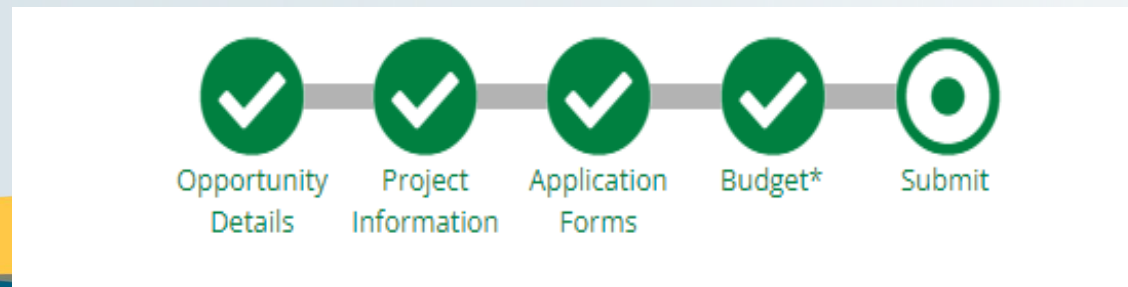 Opportunity
Details
Project
Information
Application
Forms
Budget*
Submit